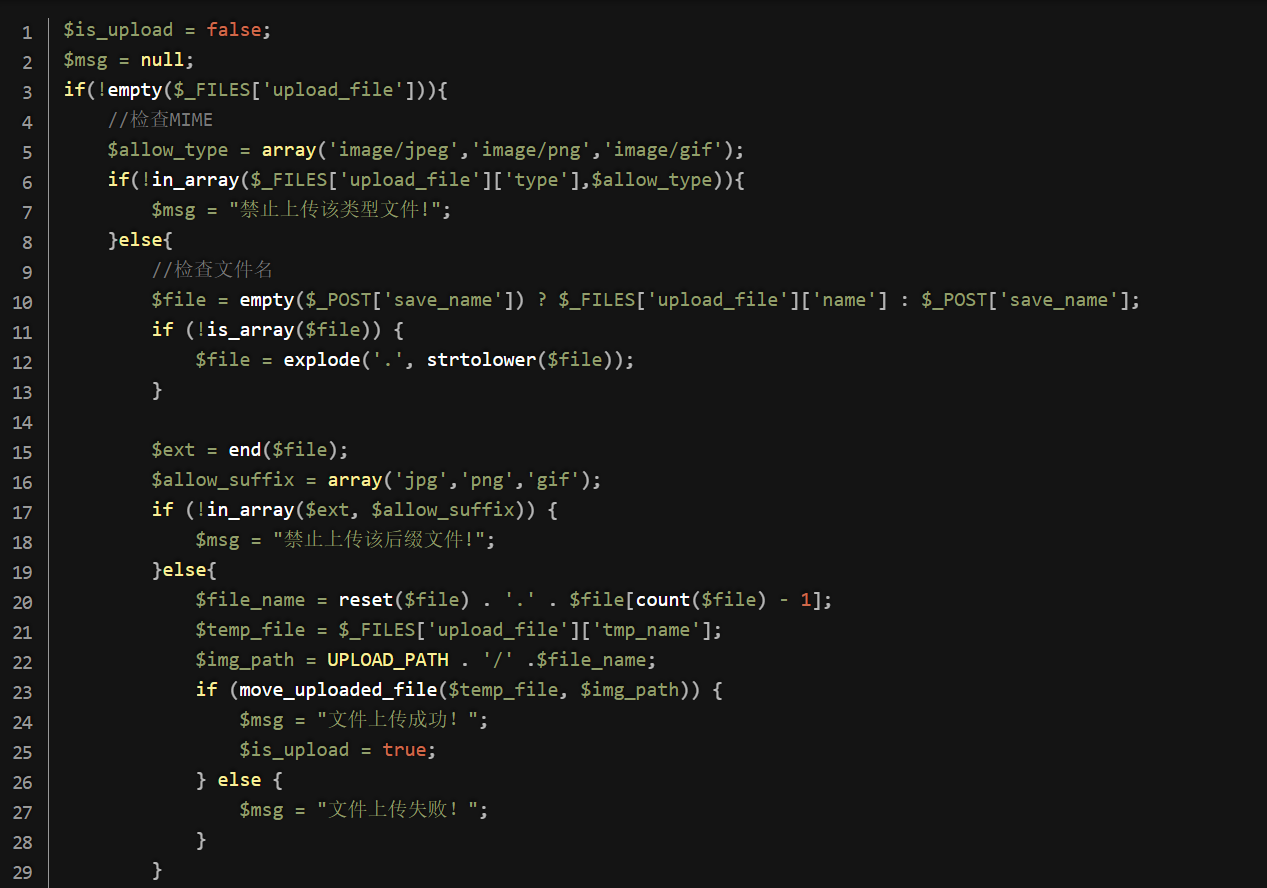 1 $is_upload = false;
2 $msg = null;
3 if(!empty($_FILES['upload_file'])){
4     //检查MIME
5     $allow_type = array('image/jpeg','image/png','image/gif');
6     if(!in_array($_FILES['upload_file']['type'],$allow_type)){
7         $msg = "禁止上传该类型文件!";
8     }else{
9         //检查文件名
10         $file = empty($_POST['save_name']) ? $_FILES['upload_file']['name'] : $_POST['save_name'];
11         if (!is_array($file)) {
12             $file = explode('.', strtolower($file));
13         }
14
15         $ext = end($file);
16         $allow_suffix = array('jpg','png','gif');
17         if (!in_array($ext, $allow_suffix)) {
18             $msg = "禁止上传该后缀文件!";
19         }else{
20             $file_name = reset($file) . '.' . $file[count($file) - 1];
21             $temp_file = $_FILES['upload_file']['tmp_name'];
22             $img_path = UPLOAD_PATH . '/' .$file_name;
23             if (move_uploaded_file($temp_file, $img_path)) {
24                 $msg = "文件上传成功！";
25                 $is_upload = true;
26             } else {
27                 $msg = "文件上传失败！";
28             }
29         }